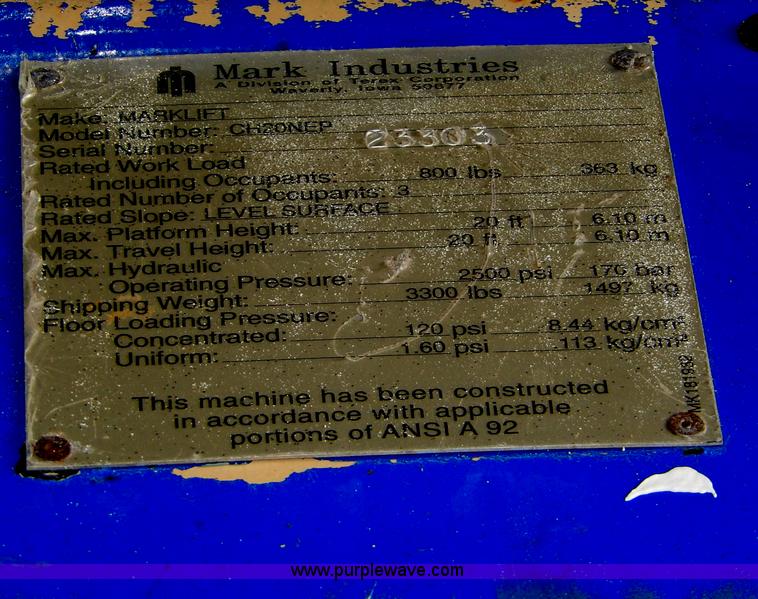 Mark Industries
A Division of Terex Corporation
Waverly, Iowa 50677
Make: MARKLIFT
Model Number: CH20NEP
Serial Number: 23303
Rated Work Load
Including Occupants: 800 lbs 363 kg
Rated Number of Occupants: 3
Rated Slope: LEVEL SURFACE
Max. Platform Height: 20 ft 6.10 m
Max. Travel Height: 20 ft 6.10 m
Max. Hydraulic
Operating Pressure: 2500 psi 176 bar
Shipping Weight: 3300 lbs 1497 kg
Floor Loading Pressure:
Concentrated: 120 psi 8.44 kg/cm²
Uniform: 1.60 psi .113 kg/cm²
This machine has been constructed
in accordance with applicable
portions of ANSI A 92
www.purplewave.com